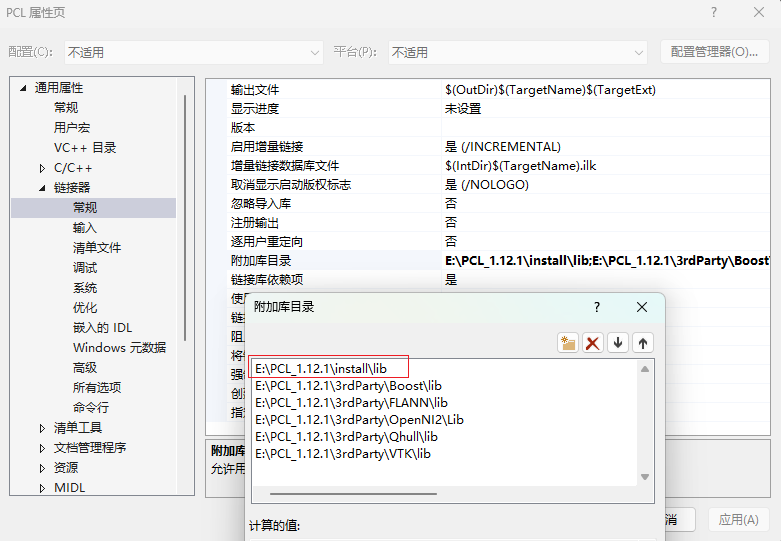 PCL 属性页
配置(C): 不适用 平台(P): 不适用 配置管理器(O)...
通用属性
常规
用户宏
VC++ 目录
C/C++
链接器
常规
输入
清单文件
调试
系统
优化
嵌入的 IDL
Windows 元数据
高级
所有选项
命令行
清单工具
文档管理程序
资源
MIDL
输出文件 $(OutDir)$(TargetName)$(TargetExt)
显示进度 未设置
版本
启用增量链接 是 (/INCREMENTAL)
增量链接数据库文件 $(IntDir)$(TargetName).ilk
取消显示启动版权标志 是 (/NOLOGO)
忽略导入库 否
注册输出 否
逐用户重定向 否
附加库目录 E:\PCL_1.12.1\install\lib;E:\PCL_1.12.1\3rdParty\Boost\
链接库依赖项 是
附加库目录
E:\PCL_1.12.1\install\lib
E:\PCL_1.12.1\3rdParty\Boost\lib
E:\PCL_1.12.1\3rdParty\FLANN\lib
E:\PCL_1.12.1\3rdParty\OpenNI2\Lib
E:\PCL_1.12.1\3rdParty\Qhull\lib
E:\PCL_1.12.1\3rdParty\VTK\lib
计算的值:
附加库
允许用
消 应用(A)